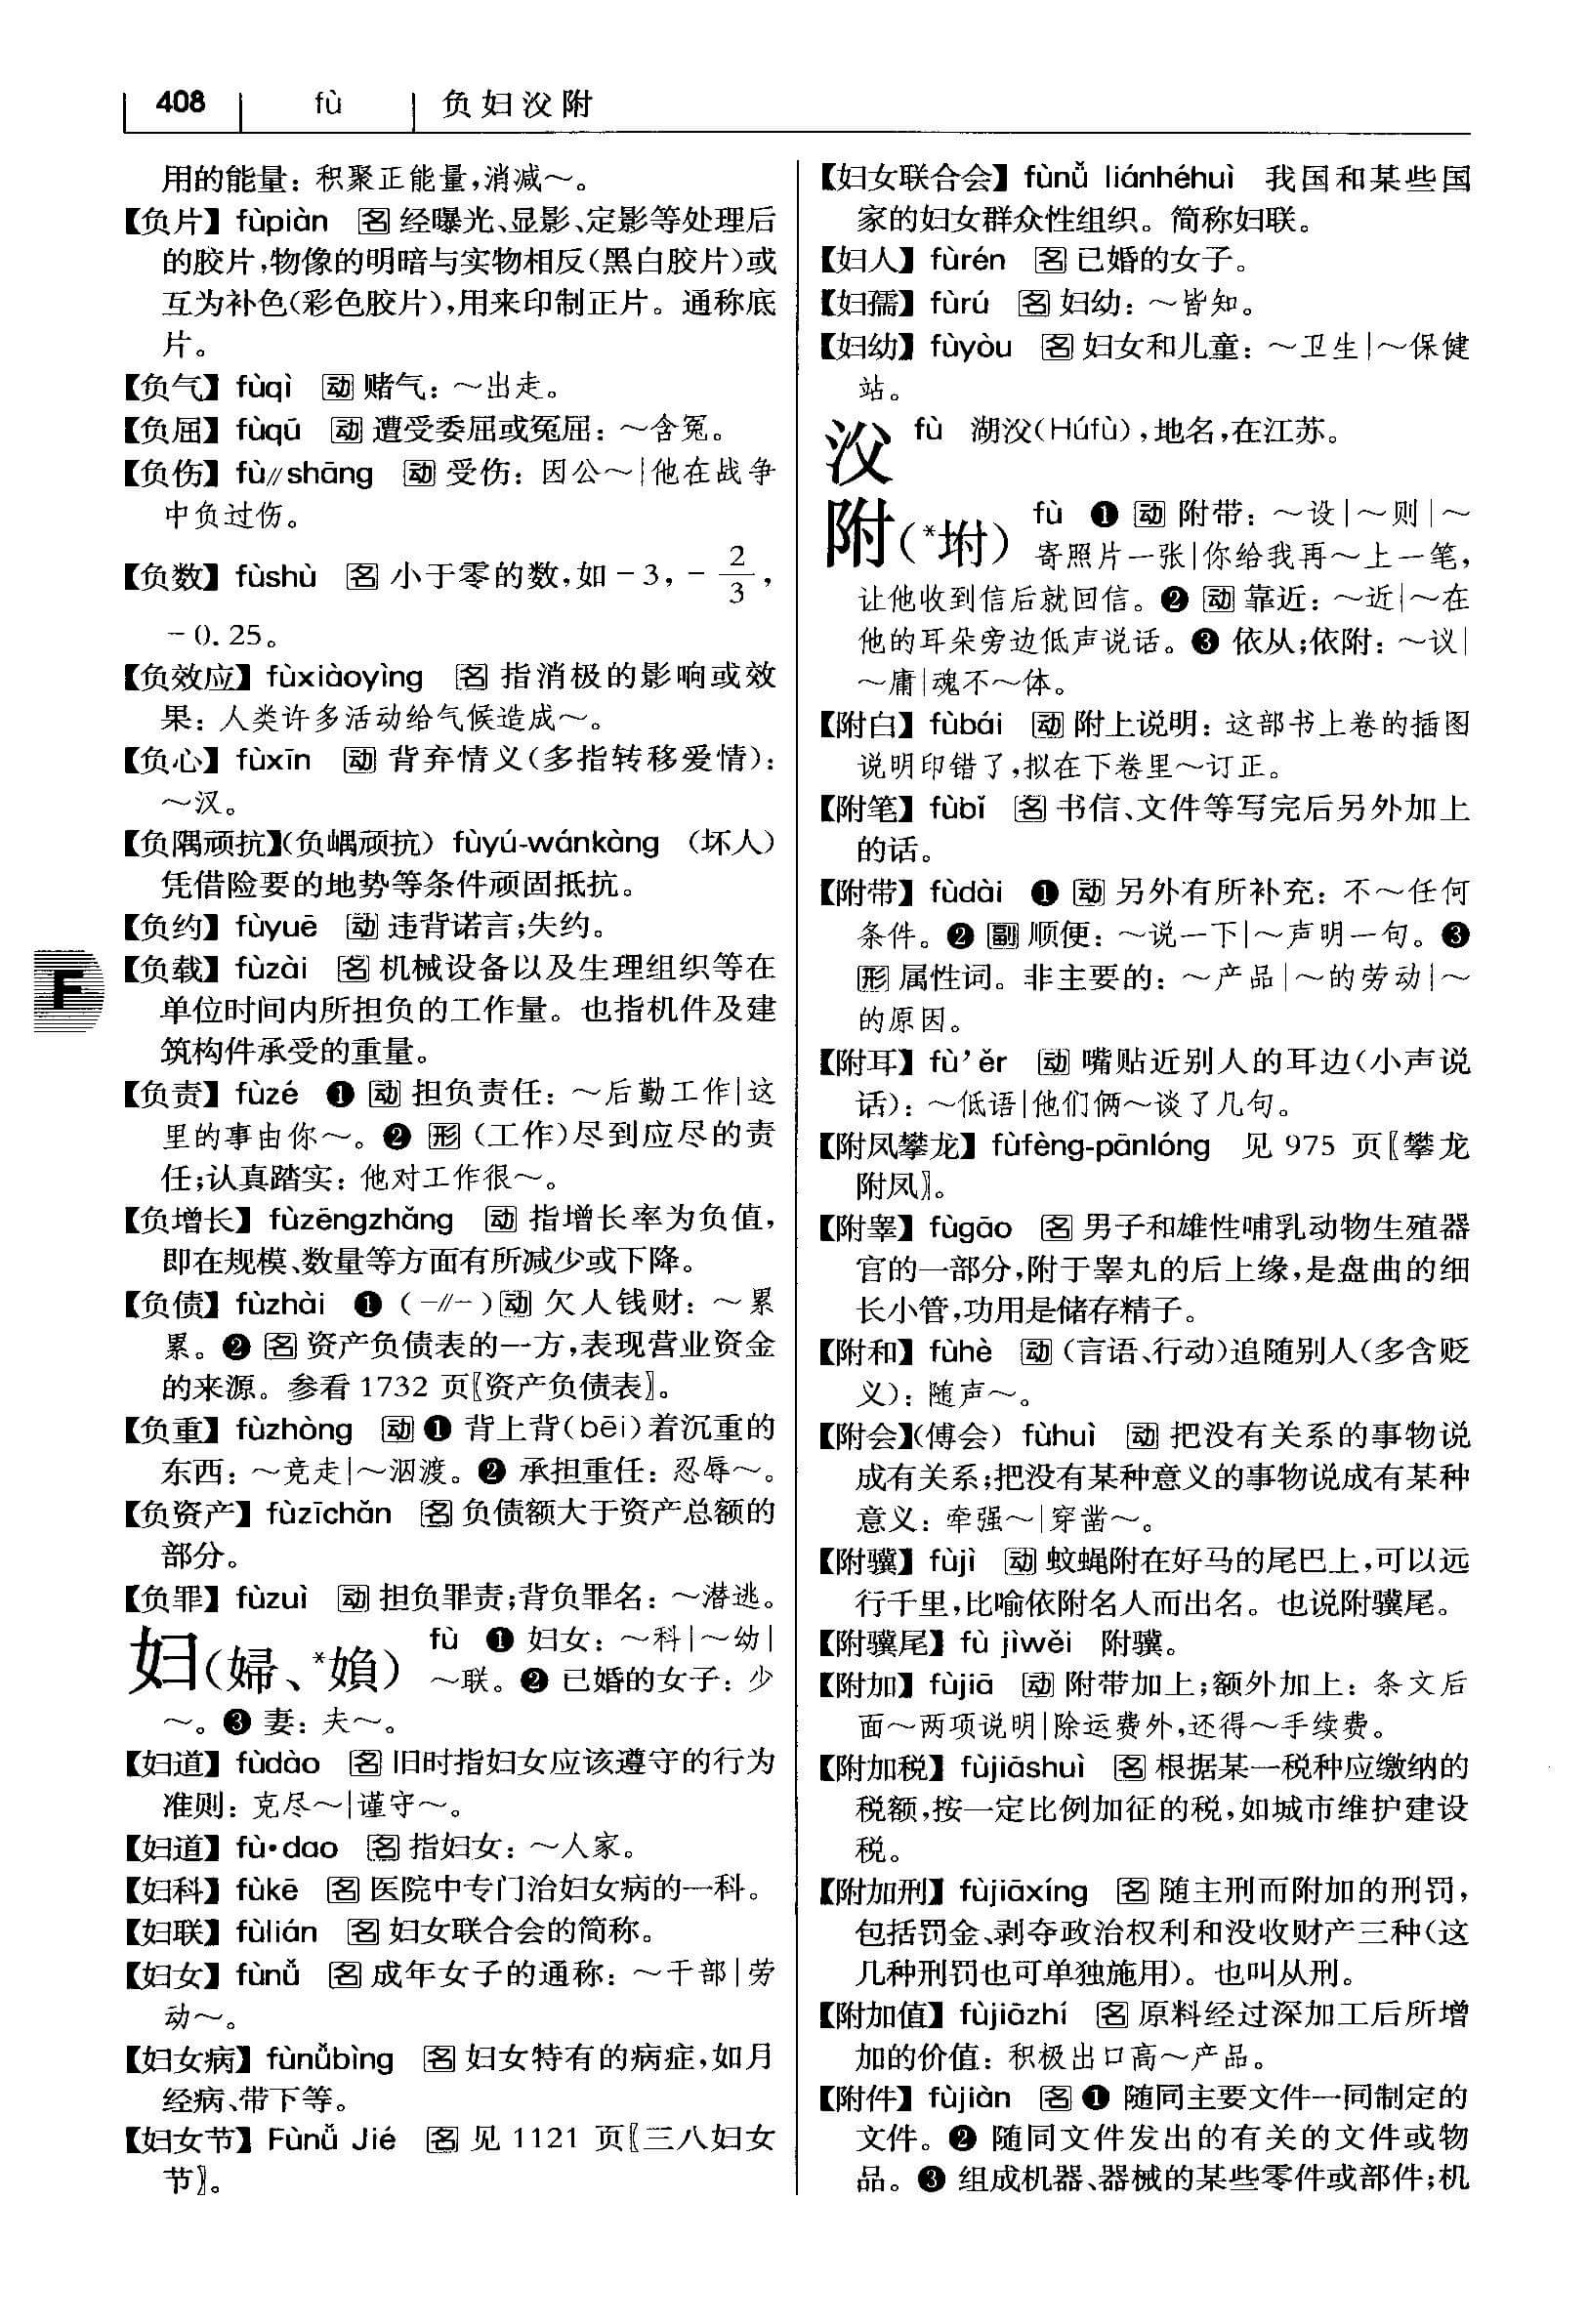 408 fù 负妇㳇附
用的能量：积聚正能量，消减～。
【负片】fùpiàn 名 经曝光、显影、定影等处理后
的胶片，物像的明暗与实物相反（黑白胶片）或
互为补色（彩色胶片），用来印制正片。通称底
片。
【负气】fùqì 动 赌气：～出走。
【负屈】fùqū 动 遭受委屈或冤屈：～含冤。
【负伤】fù//shāng 动 受伤：因公～|他在战争
中负过伤。
【负数】fùshù 名 小于零的数，如－3，－2/3，
－0.25。
【负效应】fùxiàoyìng 名 指消极的影响或效
果：人类许多活动给气候造成～。
【负心】fùxīn 动 背弃情义（多指转移爱情）：
～汉。
【负隅顽抗】（负嵎顽抗）fùyú-wánkàng （坏人）
凭借险要的地势等条件顽固抵抗。
【负约】fùyuē 动 违背诺言；失约。
【负载】fùzài 名 机械设备以及生理组织等在
单位时间内所担负的工作量。也指机件及建
筑构件承受的重量。
【负责】fùzé ❶ 动 担负责任：～后勤工作|这
里的事由你～。❷ 形（工作）尽到应尽的责
任；认真踏实：他对工作很～。
【负增长】fùzēngzhǎng 动 指增长率为负值，
即在规模、数量等方面有所减少或下降。
【负债】fùzhài ❶（－//－）动 欠人钱财：～累
累。❷ 名 资产负债表的一方，表现营业资金
的来源。参看1732 页〖资产负债表〗。
【负重】fùzhòng 动 ❶ 背上背（bēi）着沉重的
东西：～竞走|～泅渡。❷ 承担重任：忍辱～。
【负资产】fùzīchǎn 名 负债额大于资产总额的
部分。
【负罪】fùzuì 动 担负罪责；背负罪名：～潜逃。
妇（婦、*媍） fù ❶ 妇女：～科|～幼|
～联。❷ 已婚的女子：少
～。❸ 妻：夫～。
【妇道】fùdào 名 旧时指妇女应该遵守的行为
准则：克尽～|谨守～。
【妇道】fù·dao 名 指妇女：～人家。
【妇科】fùkē 名 医院中专门治妇女病的一科。
【妇联】fùlián 名 妇女联合会的简称。
【妇女】fùnǚ 名 成年女子的通称：～干部|劳
动～。
【妇女病】fùnǚbìng 名 妇女特有的病症，如月
经病、带下等。
【妇女节】Fùnǚ Jié 名 见 1121 页〖三八妇女
节〗。
F
【妇女联合会】fùnǚ liánhéhuì 我国和某些国
家的妇女群众性组织。简称妇联。
【妇人】fùrén 名 已婚的女子。
【妇孺】fùrú 名 妇幼：～皆知。
【妇幼】fùyòu 名 妇女和儿童：～卫生|～保健
站。
㳇 fù 湖㳇（Húfù），地名，在江苏。
附（*坿） fù ❶ 动 附带：～设|～则|～
寄照片一张|你给我再～上一笔，
让他收到信后就回信。❷ 动 靠近：～近|～在
他的耳朵旁边低声说话。❸ 依从；依附：～议|
～庸|魂不～体。
【附白】fùbái 动 附上说明：这部书上卷的插图
说明印错了，拟在下卷里～订正。
【附笔】fùbǐ 名 书信、文件等写完后另外加上
的话。
【附带】fùdài ❶ 动 另外有所补充：不～任何
条件。❷ 副 顺便：～说一下|～声明一句。❸
形 属性词。非主要的：～产品|～的劳动|～
的原因。
【附耳】fù’ěr 动 嘴贴近别人的耳边（小声说
话）：～低语|他们俩～谈了几句。
【附凤攀龙】fùfèng-pānlóng 见 975 页〖攀龙
附凤〗。
【附睾】fùgāo 名 男子和雄性哺乳动物生殖器
官的一部分，附于睾丸的后上缘，是盘曲的细
长小管，功用是储存精子。
【附和】fùhè 动（言语、行动）追随别人（多含贬
义）：随声～。
【附会】（傅会）fùhuì 动 把没有关系的事物说
成有关系；把没有某种意义的事物说成有某种
意义：牵强～|穿凿～。
【附骥】fùjì 动 蚊蝇附在好马的尾巴上，可以远
行千里，比喻依附名人而出名。也说附骥尾。
【附骥尾】fù jìwěi 附骥。
【附加】fùjiā 动 附带加上；额外加上：条文后
面～两项说明|除运费外，还得～手续费。
【附加税】fùjiāshuì 名 根据某一税种应缴纳的
税额，按一定比例加征的税，如城市维护建设
税。
【附加刑】fùjiāxíng 名 随主刑而附加的刑罚，
包括罚金、剥夺政治权利和没收财产三种（这
几种刑罚也可单独施用）。也叫从刑。
【附加值】fùjiāzhí 名 原料经过深加工后所增
加的价值：积极出口高～产品。
【附件】fùjiàn 名 ❶ 随同主要文件一同制定的
文件。❷ 随同文件发出的有关的文件或物
品。❸ 组成机器、器械的某些零件或部件；机